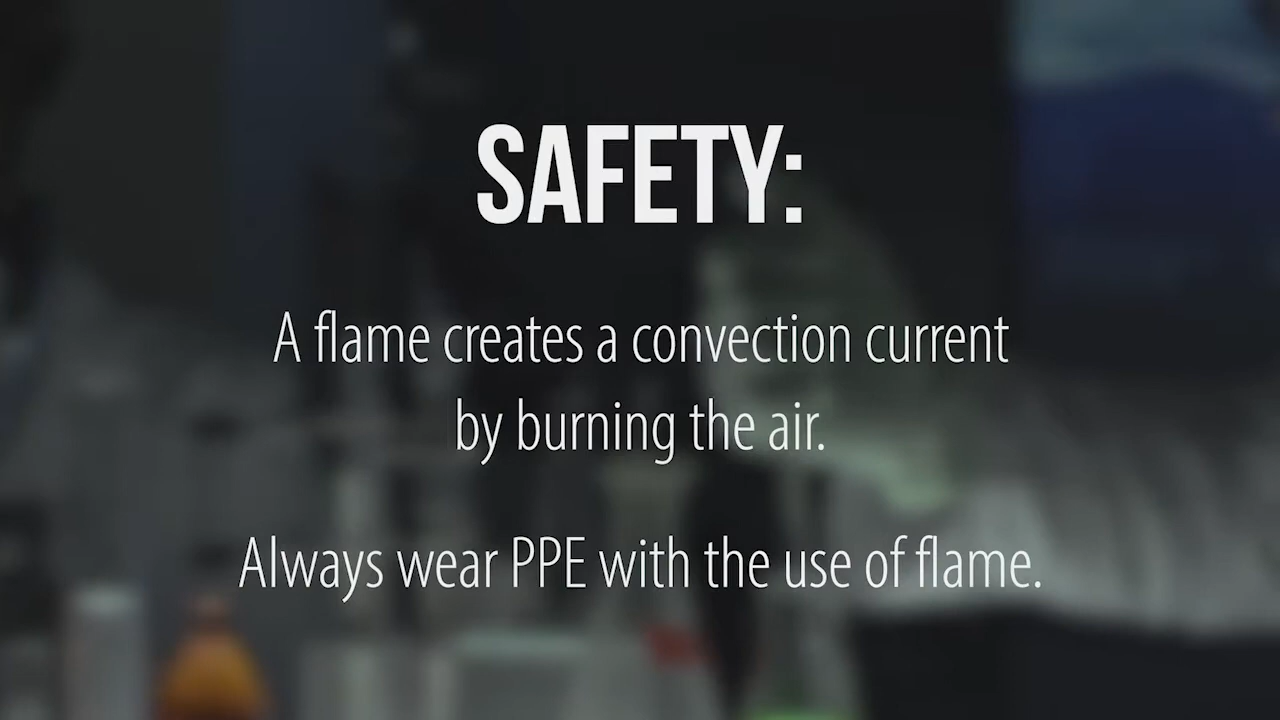 SAFETY:
A flame creates a convection current
by burning the air.
Always wear PPE with the use of flame.